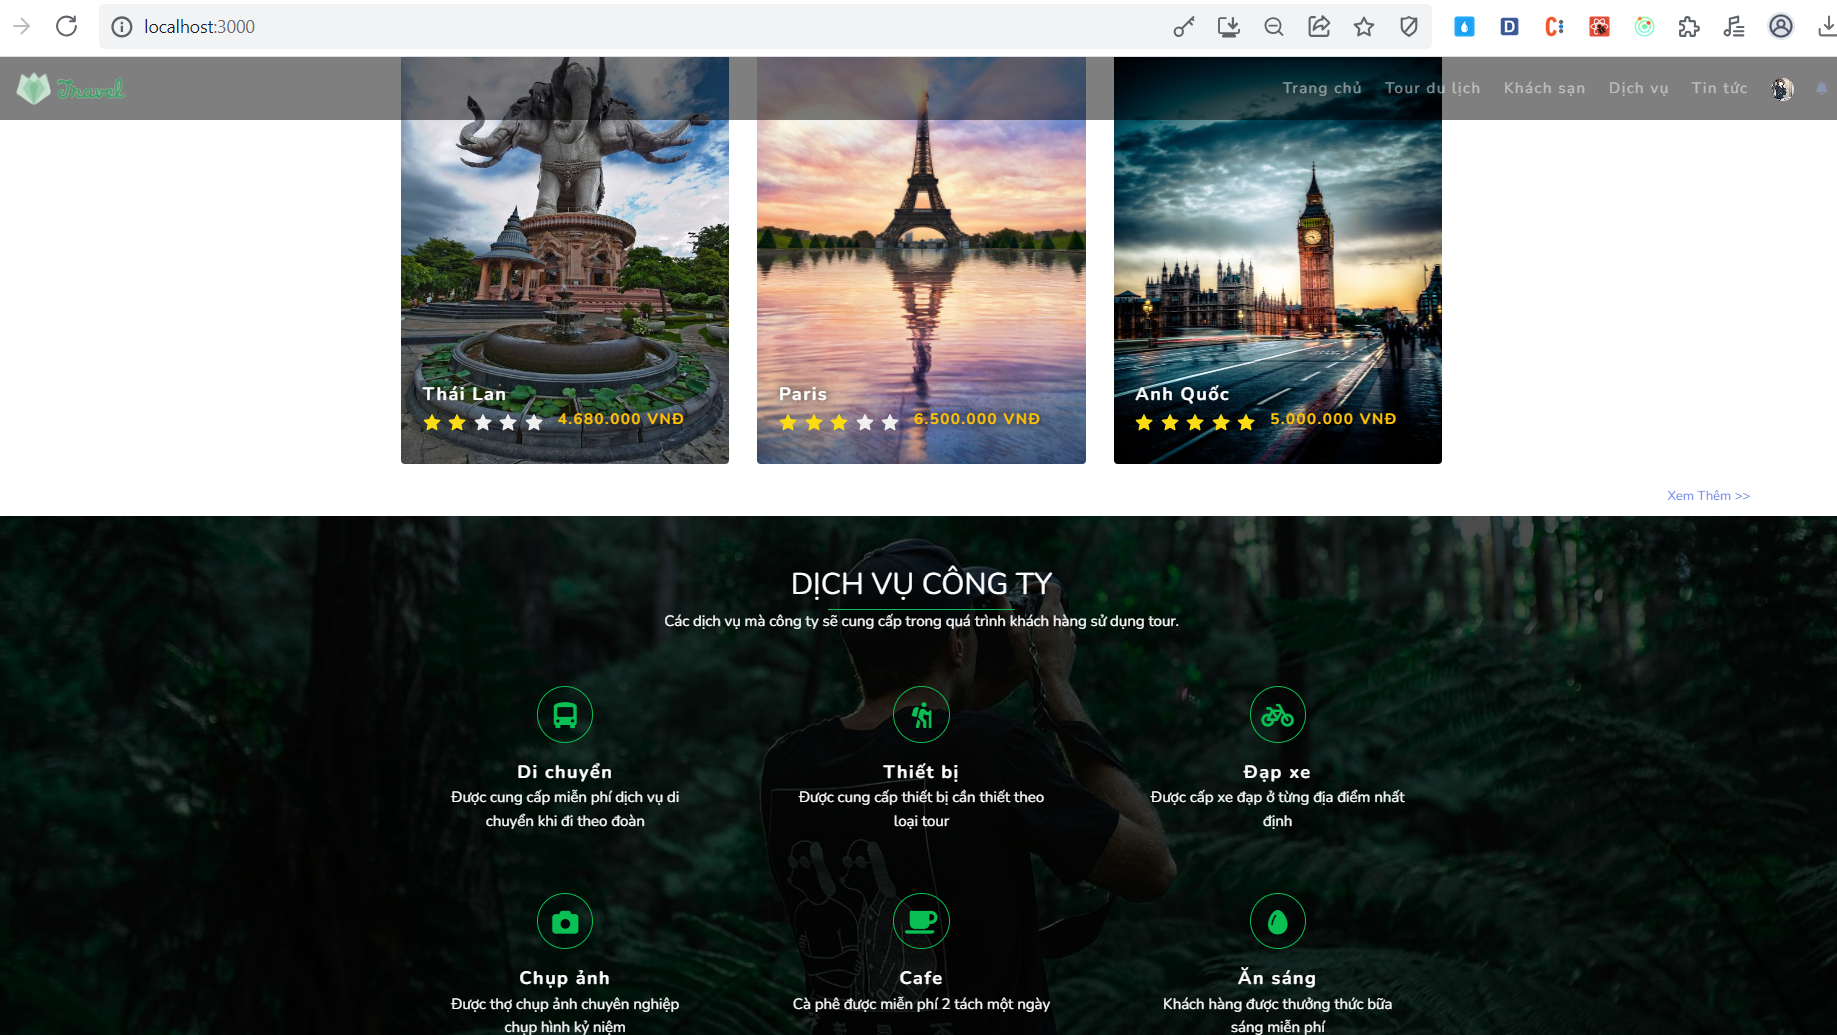 localhost:3000
Travel
Trang chủ Tour du lịch Khách sạn Dịch vụ Tin tức
Thái Lan
4.680.000 VNĐ
Paris
6.500.000 VNĐ
Anh Quốc
5.000.000 VNĐ
Xem Thêm >>
DỊCH VỤ CÔNG TY
Các dịch vụ mà công ty sẽ cung cấp trong quá trình khách hàng sử dụng tour.
Di chuyển
Được cung cấp miễn phí dịch vụ di
chuyển khi đi theo đoàn
Thiết bị
Được cung cấp thiết bị cần thiết theo
loại tour
Đạp xe
Được cấp xe đạp ở từng địa điểm nhất
định
Chụp ảnh
Được thợ chụp ảnh chuyên nghiệp
chụp hình kỷ niệm
Cafe
Cà phê được miễn phí 2 tách một ngày
Ăn sáng
Khách hàng được thưởng thức bữa
sáng miễn phí